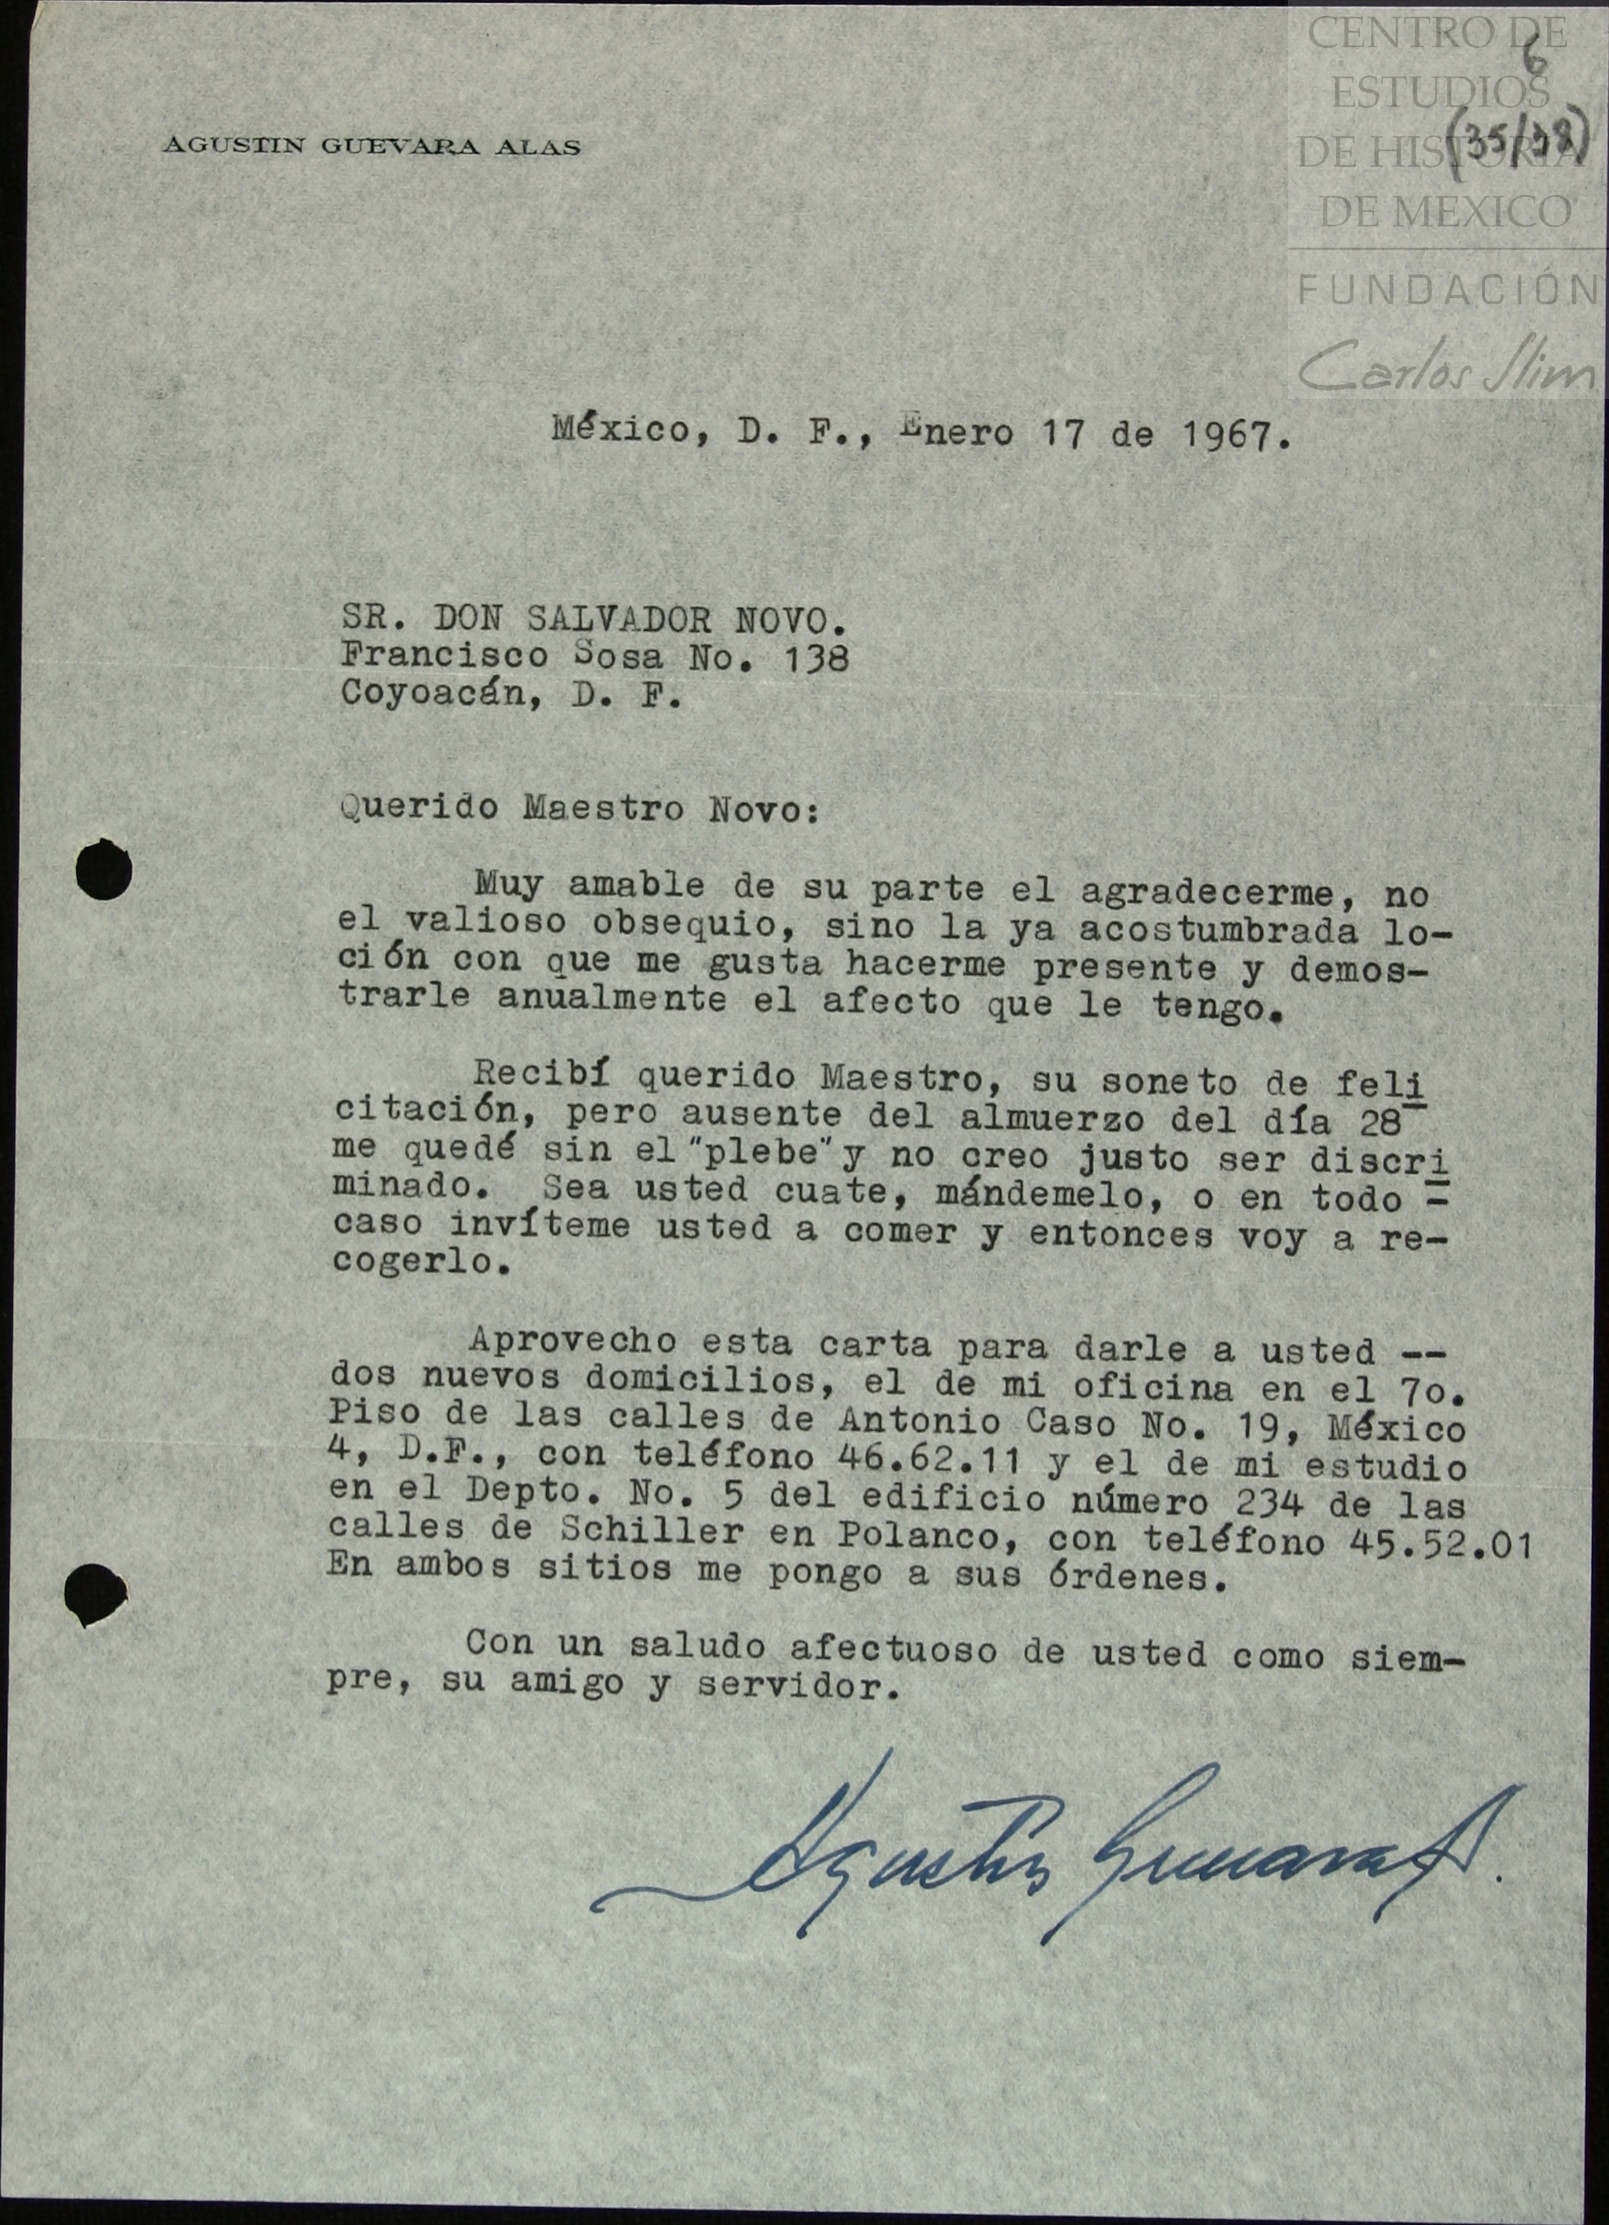 CENTRO DE
ESTUDIOS
DE HISTORIA
DE MEXICO
FUNDACIÓN
Carlos Slim
6
(35/38)
AGUSTIN GUEVARA ALAS
México, D. F., Enero 17 de 1967.
SR. DON SALVADOR NOVO.
Francisco Sosa No. 138
Coyoacán, D. F.
Querido Maestro Novo:
Muy amable de su parte el agradecerme, no
el valioso obsequio, sino la ya acostumbrada lo-
ción con que me gusta hacerme presente y demos-
trarle anualmente el afecto que le tengo.
Recibí querido Maestro, su soneto de feli
citación, pero ausente del almuerzo del día 28
me quedé sin el "plebe" y no creo justo ser discri
minado. Sea usted cuate, mándemelo, o en todo -
caso invíteme usted a comer y entonces voy a re-
cogerlo.
Aprovecho esta carta para darle a usted --
dos nuevos domicilios, el de mi oficina en el 7o.
Piso de las calles de Antonio Caso No. 19, México
4, D.F., con teléfono 46.62.11 y el de mi estudio
en el Depto. No. 5 del edificio número 234 de las
calles de Schiller en Polanco, con teléfono 45.52.01
En ambos sitios me pongo a sus órdenes.
Con un saludo afectuoso de usted como siem-
pre, su amigo y servidor.
Agustín Guevara A.